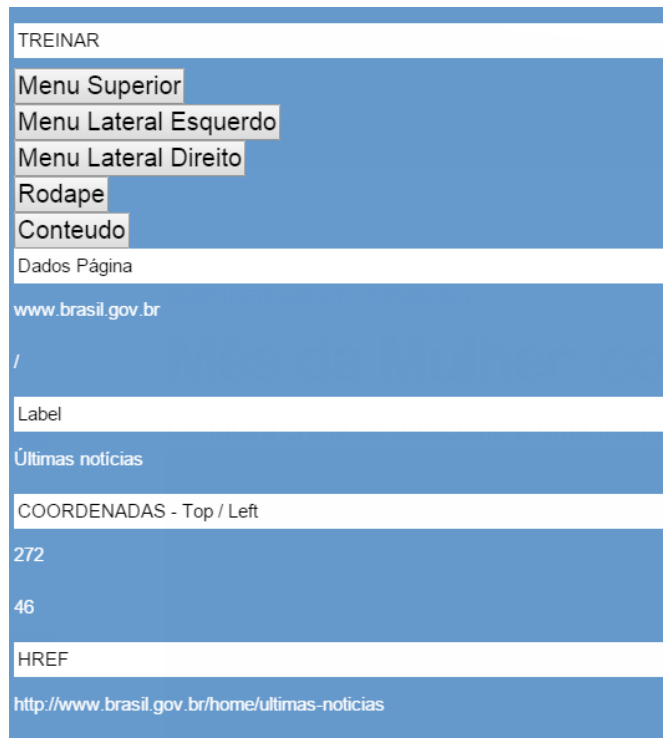 TREINAR
Menu Superior
Menu Lateral Esquerdo
Menu Lateral Direito
Rodape
Conteudo
Dados Página
www.brasil.gov.br
/
Label
Últimas notícias
COORDENADAS - Top / Left
272
46
HREF
http://www.brasil.gov.br/home/ultimas-noticias